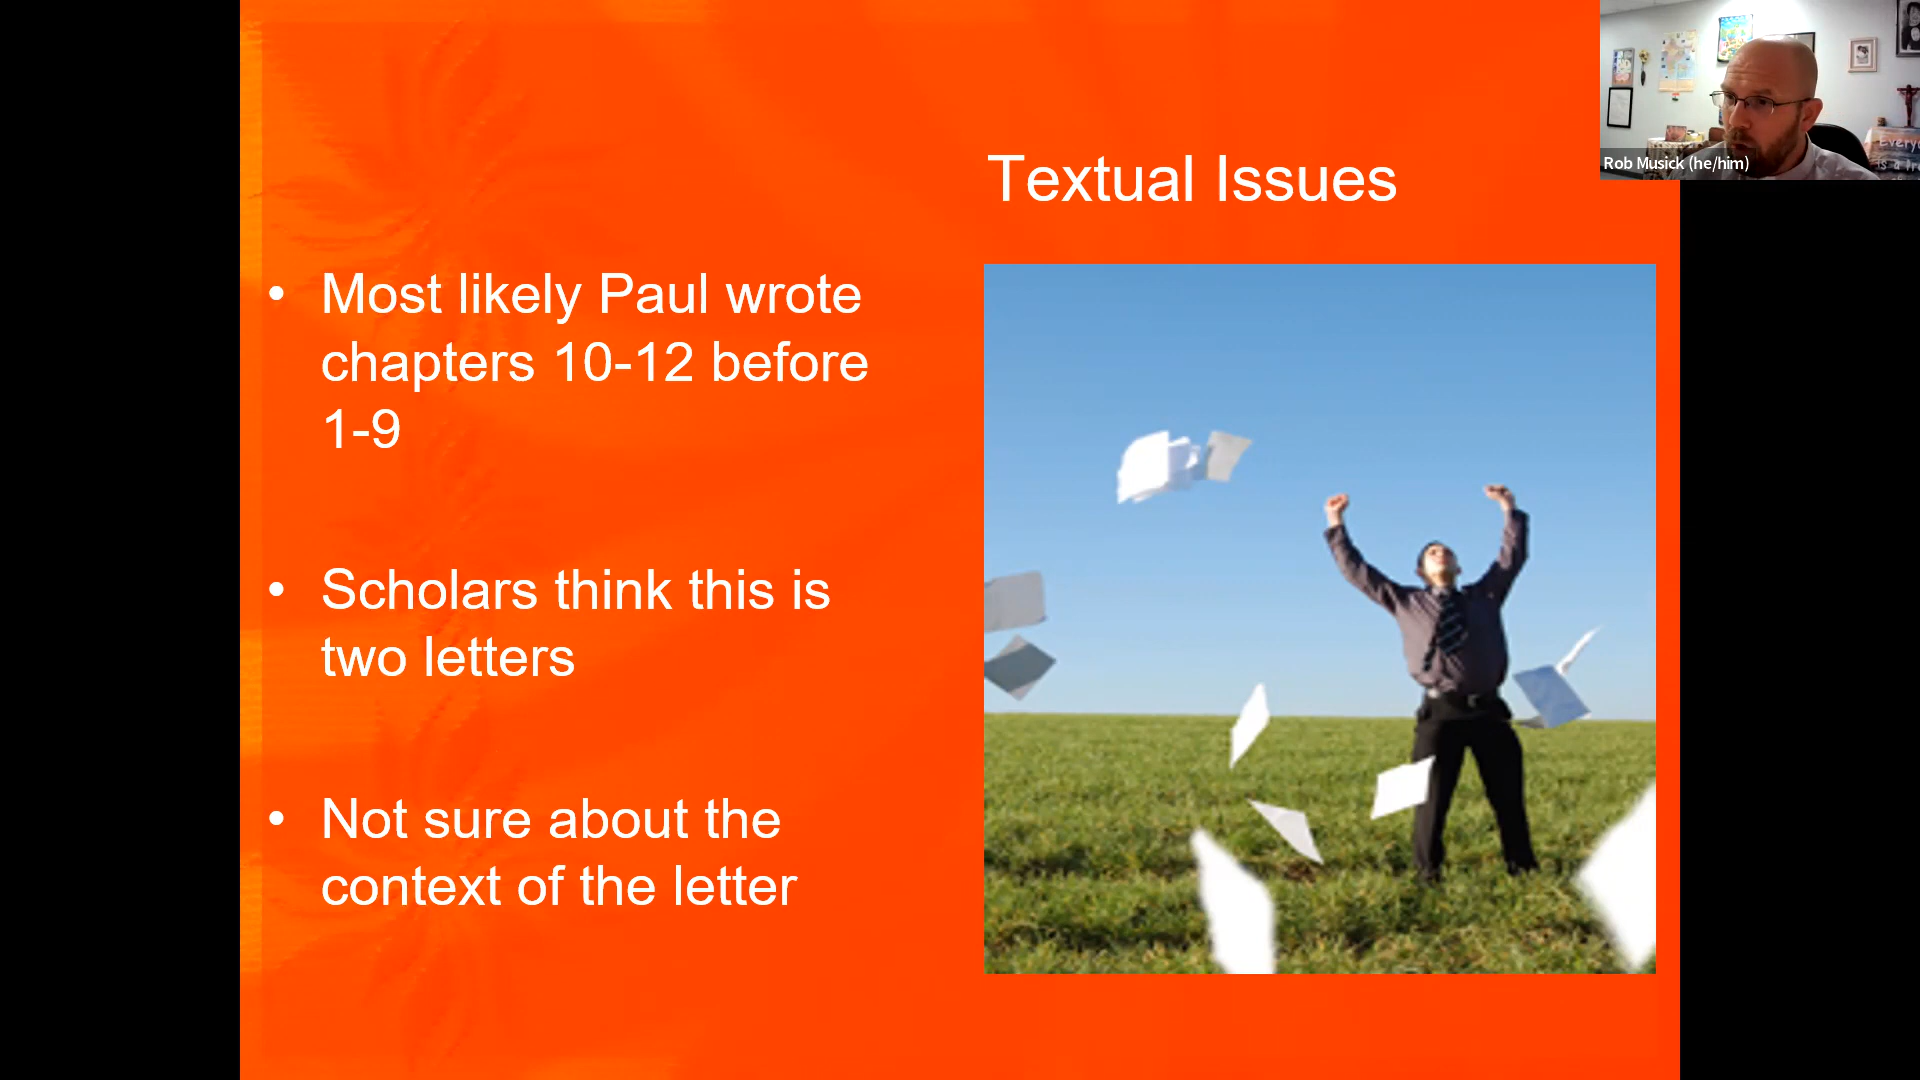 Textual Issues
• Most likely Paul wrote
chapters 10-12 before
1-9
• Scholars think this is
two letters
• Not sure about the
context of the letter
Rob Musick (he/him)